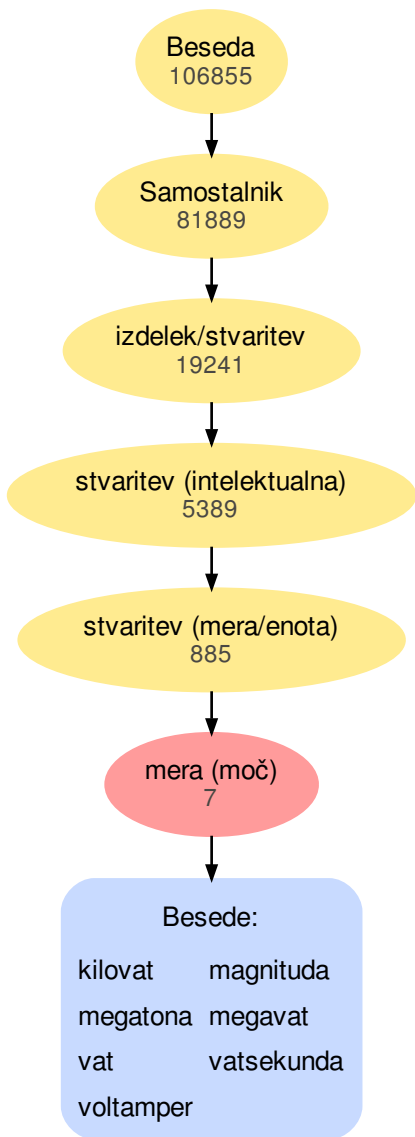 Beseda
106855
Samostalnik
81889
izdelek/stvaritev
19241
stvaritev (intelektualna)
5389
stvaritev (mera/enota)
885
mera (moč)
7
Besede:
kilovat magnituda
megatona megavat
vat vatsekunda
voltamper